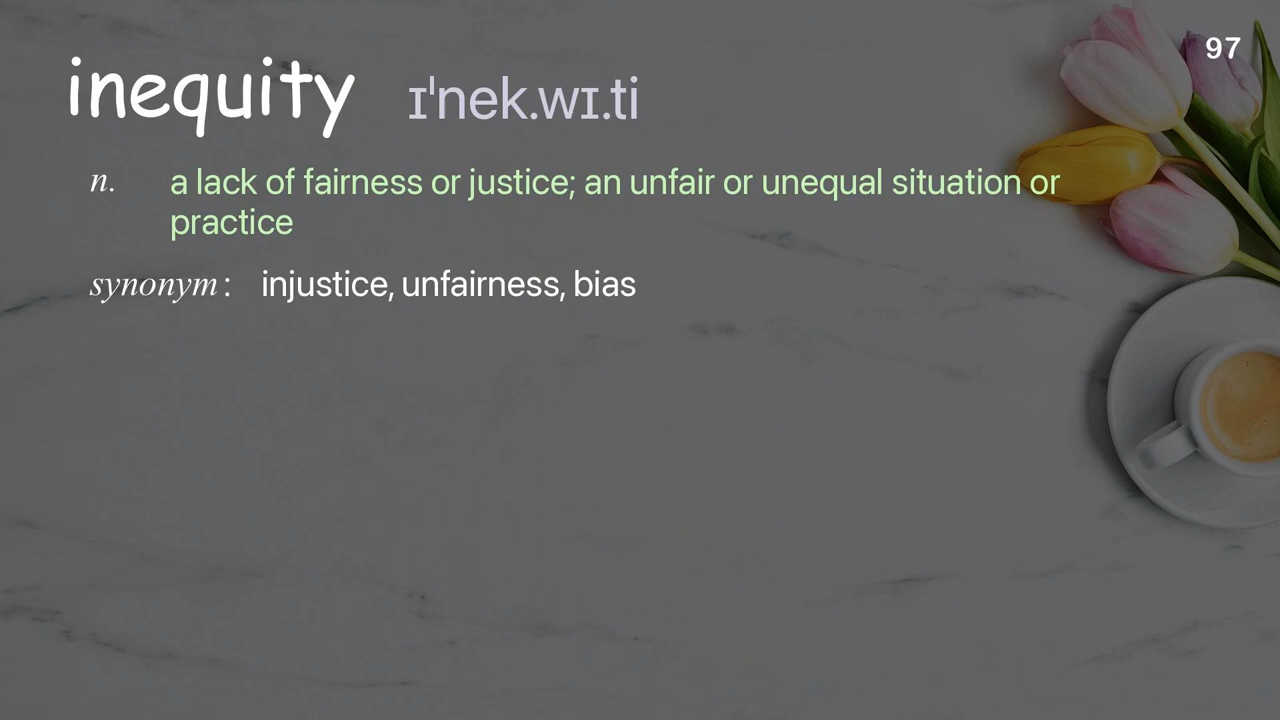 97
inequity ɪ'nek.wɪ.ti
n. a lack of fairness or justice; an unfair or unequal situation or
practice
synonym: injustice, unfairness, bias